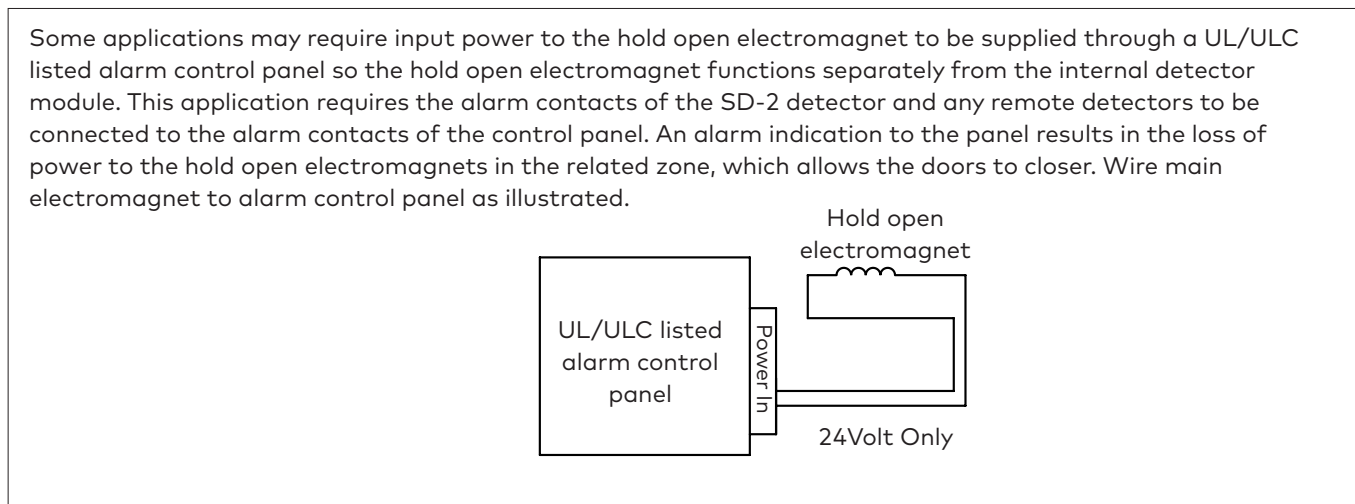 Some applications may require input power to the hold open electromagnet to be supplied through a UL/ULC
listed alarm control panel so the hold open electromagnet functions separately from the internal detector
module. This application requires the alarm contacts of the SD-2 detector and any remote detectors to be
connected to the alarm contacts of the control panel. An alarm indication to the panel results in the loss of
power to the hold open electromagnets in the related zone, which allows the doors to closer. Wire main
electromagnet to alarm control panel as illustrated.
Hold open
electromagnet
UL/ULC listed
alarm control
panel
Power In
24Volt Only